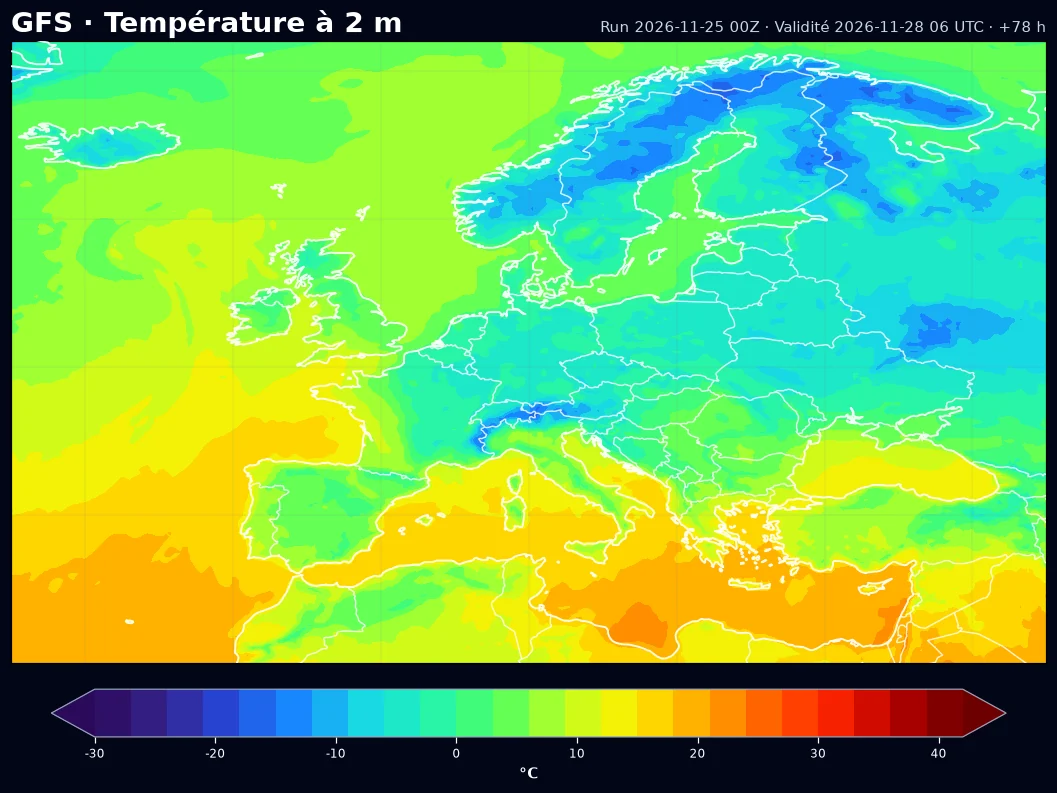 GFS · Température à 2 m
Run 2026-11-25 00Z · Validité 2026-11-28 06 UTC · +78 h
-30 -20 -10 0 10 20 30 40
°C